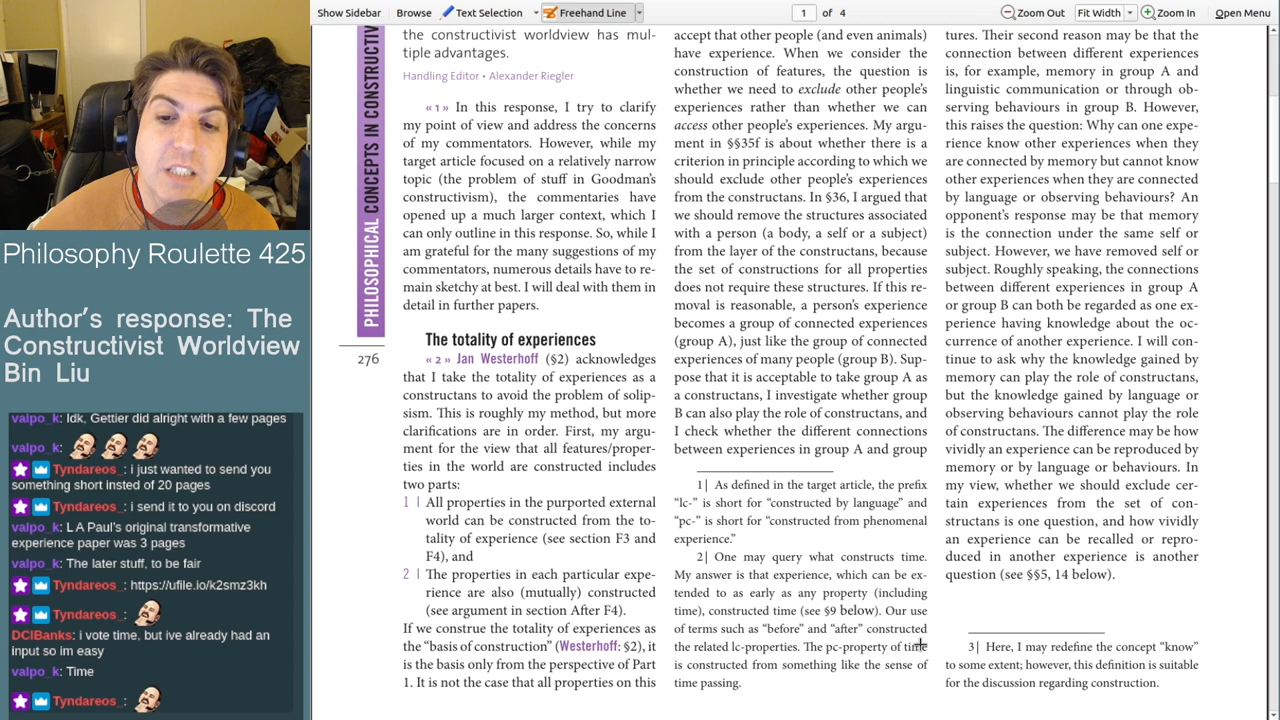 Show Sidebar
Browse
Text Selection
Freehand Line
1 of 4
Zoom Out
Fit Width
Zoom In
Open Menu
PHILOSOPHICAL CONCEPTS IN CONSTRUCTIV
276
the constructivist worldview has mul-
tiple advantages.
Handling Editor • Alexander Riegler
« 1 » In this response, I try to clarify
my point of view and address the concerns
of my commentators. However, while my
target article focused on a relatively narrow
topic (the problem of stuff in Goodman’s
constructivism), the commentaries have
opened up a much larger context, which I
can only outline in this response. So, while I
am grateful for the many suggestions of my
commentators, numerous details have to re-
main sketchy at best. I will deal with them in
detail in further papers.
The totality of experiences
« 2 » Jan Westerhoff (§2) acknowledges
that I take the totality of experiences as a
constructans to avoid the problem of solip-
sism. This is roughly my method, but more
clarifications are in order. First, my argu-
ment for the view that all features/proper-
ties in the world are constructed includes
two parts:
1 | All properties in the purported external
world can be constructed from the to-
tality of experience (see section F3 and
F4), and
2 | The properties in each particular expe-
rience are also (mutually) constructed
(see argument in section After F4).
If we construe the totality of experiences as
the “basis of construction” (Westerhoff: §2), it
is the basis only from the perspective of Part
1. It is not the case that all properties on this
accept that other people (and even animals)
have experience. When we consider the
construction of features, the question is
whether we need to exclude other people’s
experiences rather than whether we can
access other people’s experiences. My argu-
ment in §§35f is about whether there is a
criterion in principle according to which we
should exclude other people’s experiences
from the constructans. In §36, I argued that
we should remove the structures associated
with a person (a body, a self or a subject)
from the layer of the constructans, because
the set of constructions for all properties
does not require these structures. If this re-
moval is reasonable, a person’s experience
becomes a group of connected experiences
(group A), just like the group of connected
experiences of many people (group B). Sup-
pose that it is acceptable to take group A as
a constructans, I investigate whether group
B can also play the role of constructans, and
I check whether the different connections
between experiences in group A and group
1 | As defined in the target article, the prefix
“lc-” is short for “constructed by language” and
“pc-” is short for “constructed from phenomenal
experience.”
2 | One may query what constructs time.
My answer is that experience, which can be ex-
tended to as early as any property (including
time), constructed time (see §9 below). Our use
of terms such as “before” and “after” constructed
the related lc-properties. The pc-property of time
is constructed from something like the sense of
time passing.
tures. Their second reason may be that the
connection between different experiences
is, for example, memory in group A and
linguistic communication or through ob-
serving behaviours in group B. However,
this raises the question: Why can one expe-
rience know other experiences when they
are connected by memory but cannot know
other experiences when they are connected
by language or observing behaviours? An
opponent’s response may be that memory
is the connection under the same self or
subject. However, we have removed self or
subject. Roughly speaking, the connections
between different experiences in group A
or group B can both be regarded as one ex-
perience having knowledge about the oc-
currence of another experience. I will con-
tinue to ask why the knowledge gained by
memory can play the role of constructans,
but the knowledge gained by language or
observing behaviours cannot play the role
of constructans. The difference may be how
vividly an experience can be reproduced by
memory or by language or behaviours. In
my view, whether we should exclude cer-
tain experiences from the set of con-
structans is one question, and how vividly
an experience can be recalled or repro-
duced in another experience is another
question (see §§5, 14 below).
3 | Here, I may redefine the concept “know”
to some extent; however, this definition is suitable
for the discussion regarding construction.
Philosophy Roulette 425
Author's response: The
Constructivist Worldview
Bin Liu
valpo_k: Idk, Gettier did alright with a few pages
valpo_k:
Tyndareos_: i just wanted to send you
something short insted of 20 pages
Tyndareos_: i send it to you on discord
valpo_k: L A Paul's original transformative
experience paper was 3 pages
valpo_k: The later stuff, to be fair
Tyndareos_: https://ufile.io/k2smz3kh
Tyndareos_:
DCIBanks: i vote time, but ive already had an
input so im easy
valpo_k: Time
Tyndareos_: